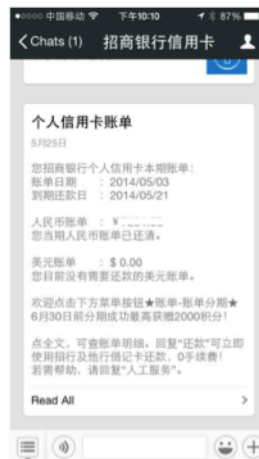 中国移动 下午10:10 87%
Chats (1) 招商银行信用卡
个人信用卡账单
5月25日
您招商银行个人信用卡本期账单：
账单日期 ：2014/05/03
到期还款日 ：2014/05/21
人民币账单 ：￥
您当期人民币账单已还清。
美元账单 ：$ 0.00
您目前没有需要还款的美元账单。
欢迎点击下方菜单按钮★账单-账单分期★
6月30日前分期成功最高获赠2000积分！
点全文，可查账单明细。回复“还款”可立即
使用招行及他行借记卡还款，0手续费！
若需帮助，请回复“人工服务”。
Read All